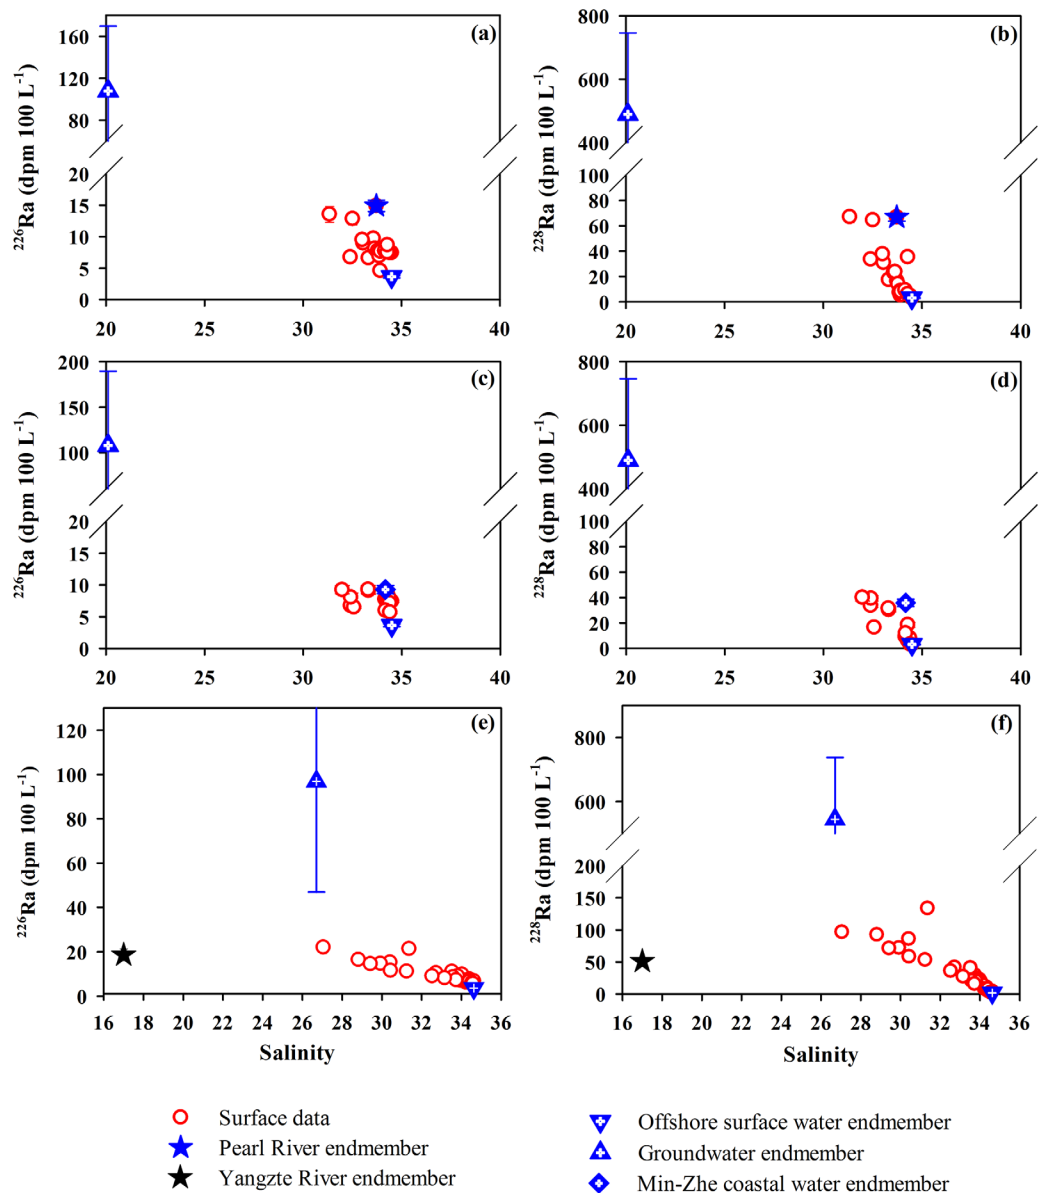 (a)
²²⁶Ra (dpm 100 L⁻¹)
160
120
80
20
15
10
5
0
20 25 30 35 40
(b)
²²⁸Ra (dpm 100 L⁻¹)
800
600
400
100
80
60
40
20
0
20 25 30 35 40
(c)
²²⁶Ra (dpm 100 L⁻¹)
200
150
100
20
15
10
5
0
20 25 30 35 40
(d)
²²⁸Ra (dpm 100 L⁻¹)
800
600
400
100
80
60
40
20
0
20 25 30 35 40
(e)
²²⁶Ra (dpm 100 L⁻¹)
120
100
80
60
40
20
0
16 18 20 22 24 26 28 30 32 34 36
Salinity
(f)
²²⁸Ra (dpm 100 L⁻¹)
800
600
200
150
100
50
0
16 18 20 22 24 26 28 30 32 34 36
Salinity
Surface data
Pearl River endmember
Yangzte River endmember
Offshore surface water endmember
Groundwater endmember
Min-Zhe coastal water endmember